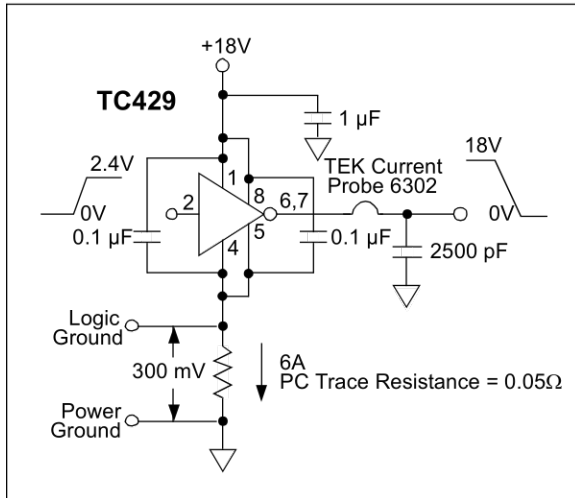 +18V
TC429
1 µF
2.4V
0V
18V
0V
TEK Current
Probe 6302
1
8
2
6,7
5
4
0.1 µF
0.1 µF
2500 pF
Logic
Ground
300 mV
6A
PC Trace Resistance = 0.05Ω
Power
Ground